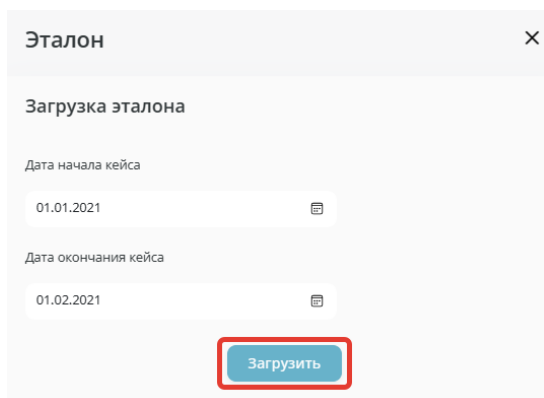 Эталон
Загрузка эталона
Дата начала кейса
01.01.2021
Дата окончания кейса
01.02.2021
Загрузить